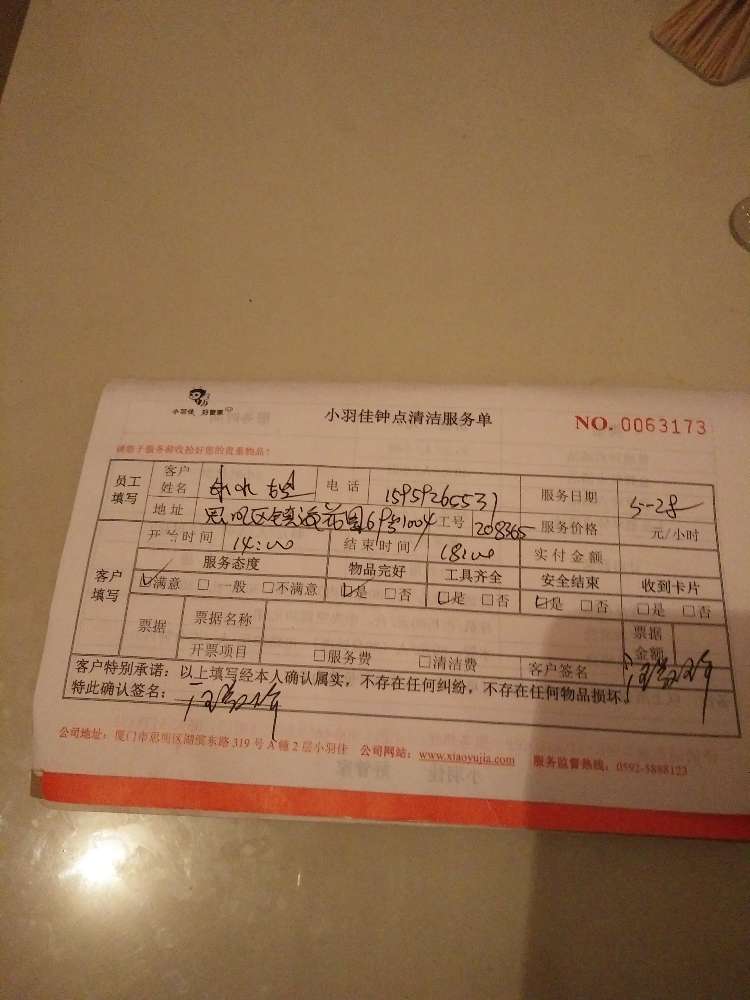 小羽佳 好管家
小羽佳钟点清洁服务单
NO. 0063173
请您于服务前收捡好您的贵重物品!
员工填写 客户姓名 电话 15959265531 服务日期 5-28
地址 工号 208365 服务价格 元/小时
开始时间 14:00 结束时间 18:00 实付金额
客户填写 服务态度 物品完好 工具齐全 安全结束 收到卡片
☑满意 □一般 □不满意 ☑是 □否 ☑是 □否 ☑是 □否 □是 □否
票据 票据名称 票据金额
开票项目 □服务费 □清洁费 客户签名
客户特别承诺:以上填写经本人确认属实,不存在任何纠纷,不存在任何物品损坏.
特此确认签名:
公司地址:厦门市思明区湖滨东路 319 号 A 幢 2 层小羽佳 公司网站:www.xiaoyujia.com 服务监督热线:0592-5888123